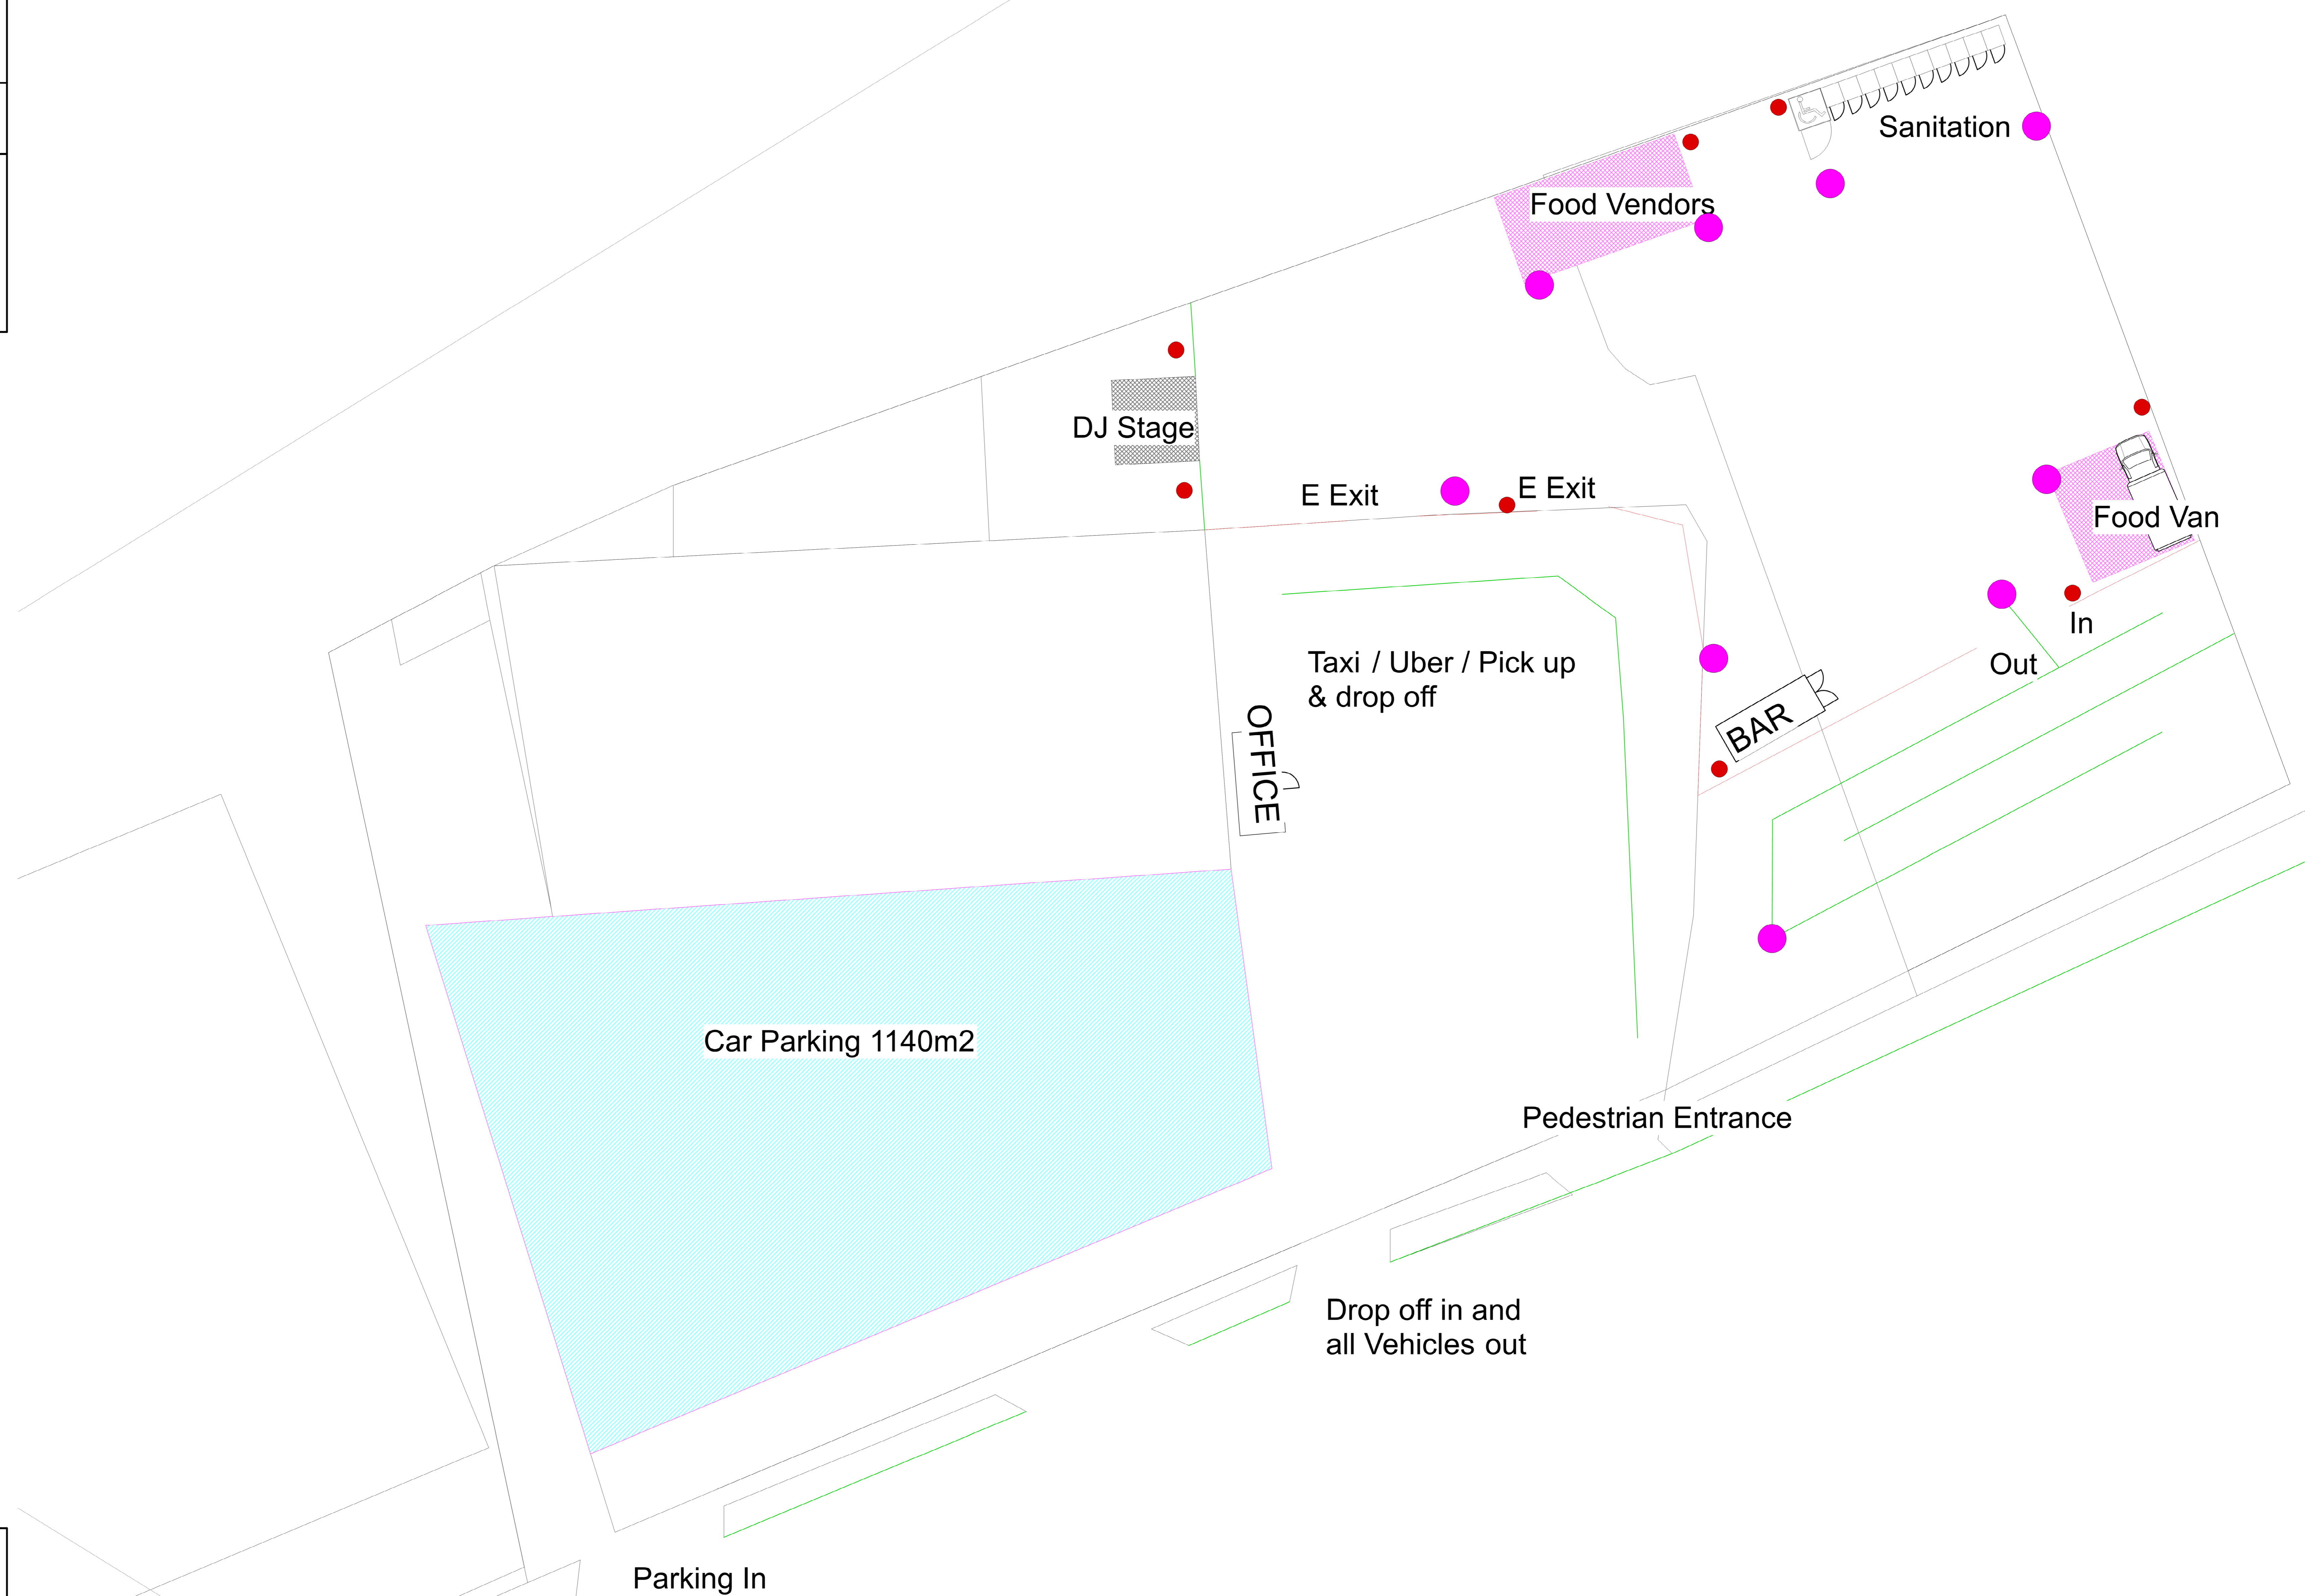 Sanitation
Food Vendors
DJ Stage
E Exit
E Exit
Food Van
In
Out
Taxi / Uber / Pick up
& drop off
OFFICE
BAR
Car Parking 1140m2
Pedestrian Entrance
Drop off in and
all Vehicles out
Parking In